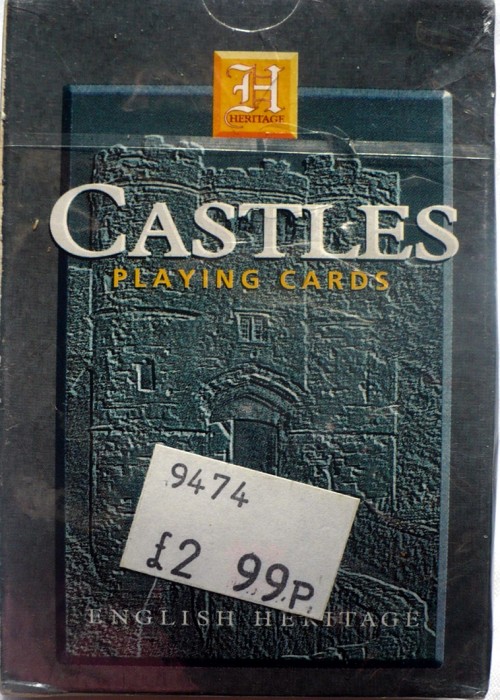 H
HERITAGE
CASTLES
PLAYING CARDS
9474
£2 99P
ENGLISH HERITAGE